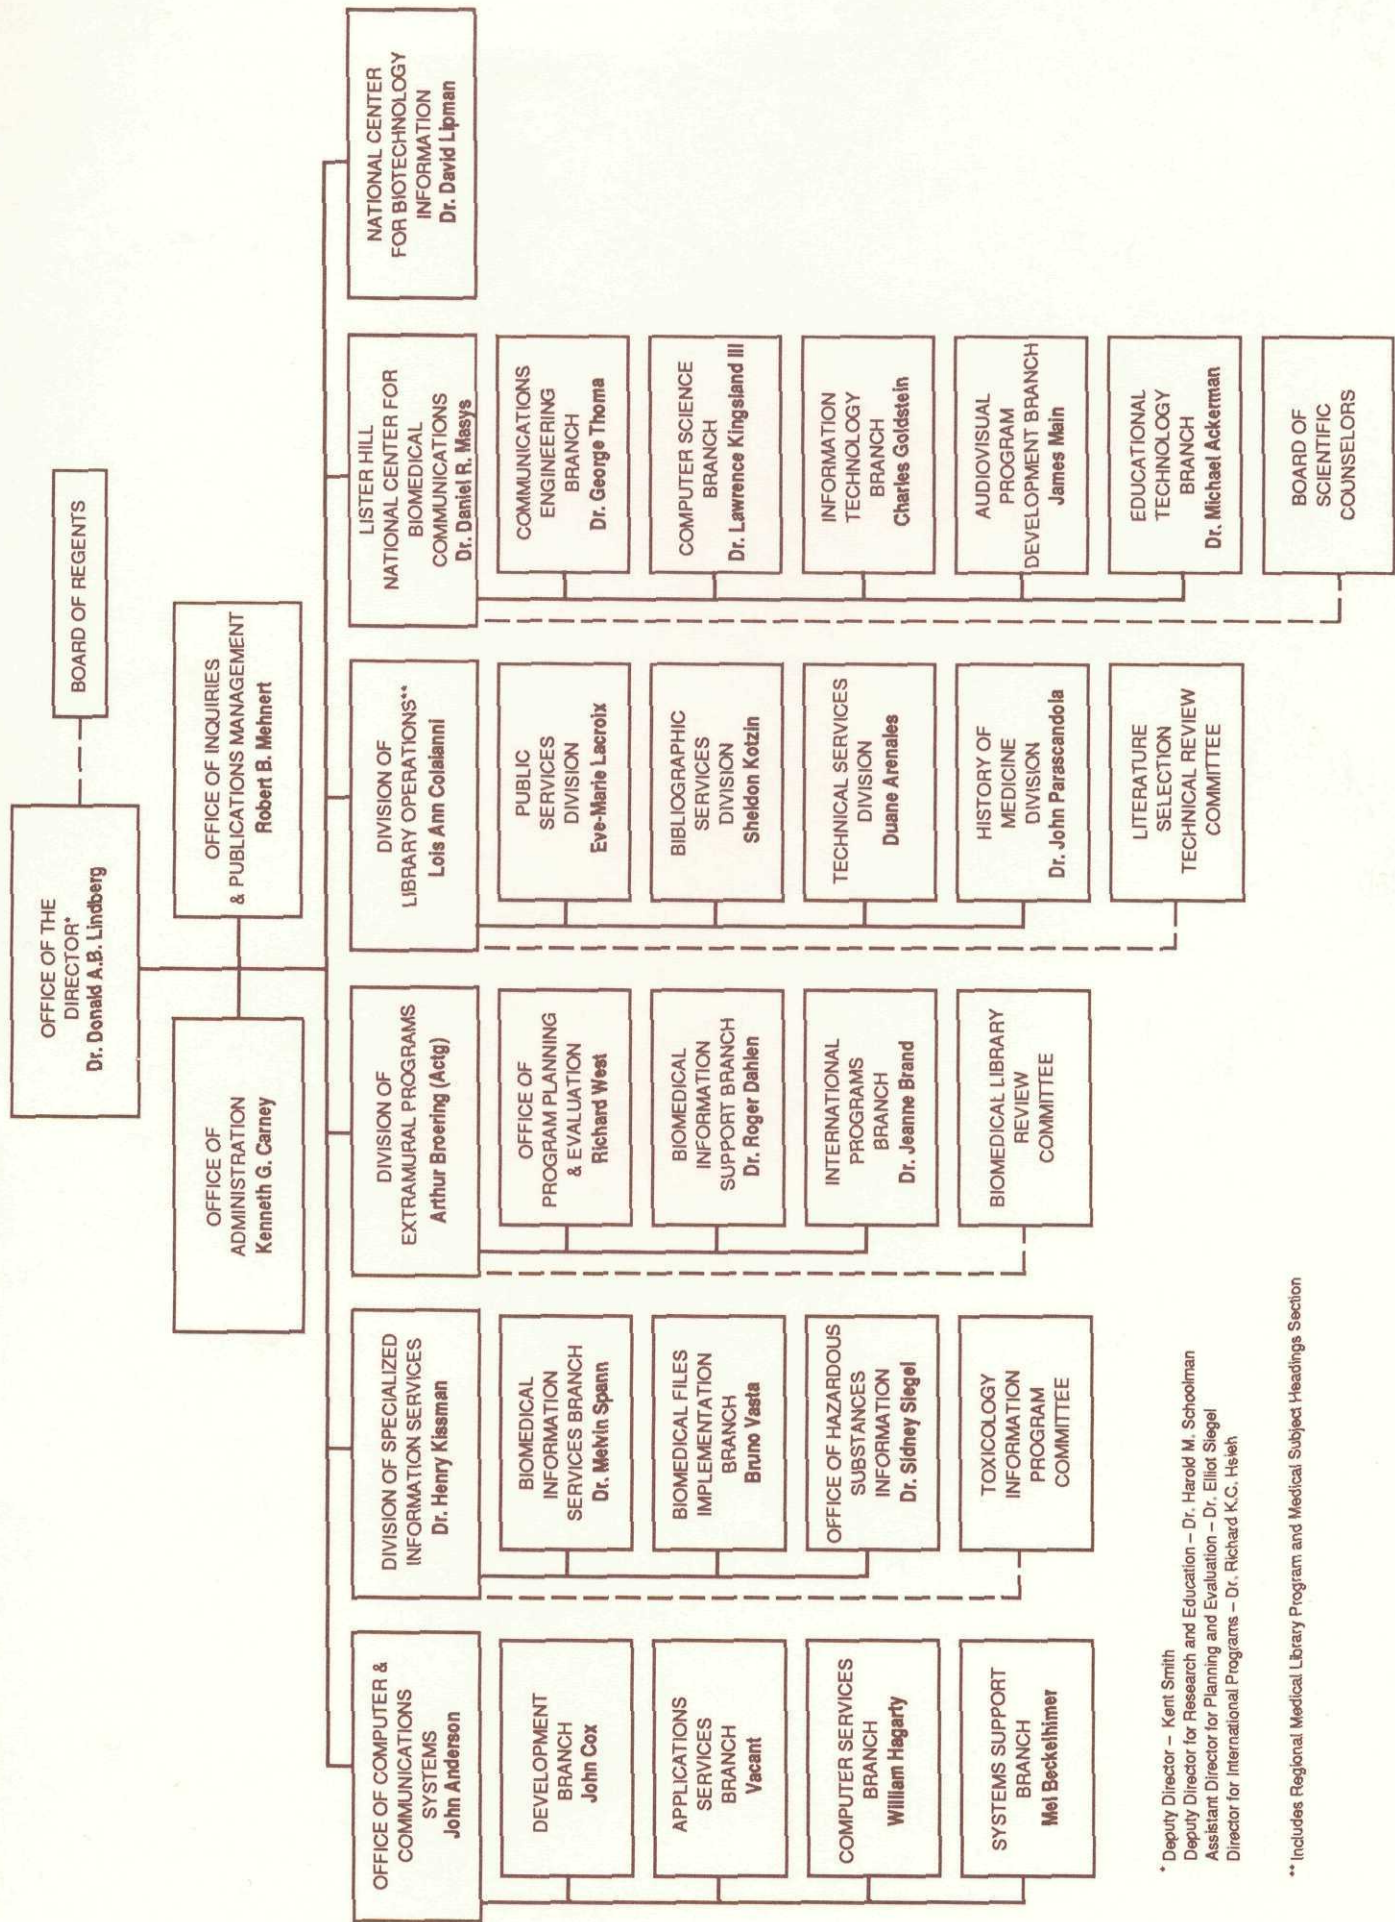 OFFICE OF THE
DIRECTOR*
Dr. Donald A.B. Lindberg
BOARD OF REGENTS
OFFICE OF
ADMINISTRATION
Kenneth G. Carney
OFFICE OF INQUIRIES
& PUBLICATIONS MANAGEMENT
Robert B. Mehnert
OFFICE OF COMPUTER &
COMMUNICATIONS
SYSTEMS
John Anderson
DEVELOPMENT
BRANCH
John Cox
APPLICATIONS
SERVICES
BRANCH
Vacant
COMPUTER SERVICES
BRANCH
William Hagarty
SYSTEMS SUPPORT
BRANCH
Mel Beckelhimer
DIVISION OF SPECIALIZED
INFORMATION SERVICES
Dr. Henry Kissman
BIOMEDICAL
INFORMATION
SERVICES BRANCH
Dr. Melvin Spann
BIOMEDICAL FILES
IMPLEMENTATION
BRANCH
Bruno Vasta
OFFICE OF HAZARDOUS
SUBSTANCES
INFORMATION
Dr. Sidney Siegel
TOXICOLOGY
INFORMATION
PROGRAM
COMMITTEE
DIVISION OF
EXTRAMURAL PROGRAMS
Arthur Broering (Actg)
OFFICE OF
PROGRAM PLANNING
& EVALUATION
Richard West
BIOMEDICAL
INFORMATION
SUPPORT BRANCH
Dr. Roger Dahlen
INTERNATIONAL
PROGRAMS
BRANCH
Dr. Jeanne Brand
BIOMEDICAL LIBRARY
REVIEW
COMMITTEE
DIVISION OF
LIBRARY OPERATIONS**
Lois Ann Colaianni
PUBLIC
SERVICES
DIVISION
Eve-Marie Lacroix
BIBLIOGRAPHIC
SERVICES
DIVISION
Sheldon Kotzin
TECHNICAL SERVICES
DIVISION
Duane Arenales
HISTORY OF
MEDICINE
DIVISION
Dr. John Parascandola
LITERATURE
SELECTION
TECHNICAL REVIEW
COMMITTEE
LISTER HILL
NATIONAL CENTER FOR
BIOMEDICAL
COMMUNICATIONS
Dr. Daniel R. Masys
COMMUNICATIONS
ENGINEERING
BRANCH
Dr. George Thoma
COMPUTER SCIENCE
BRANCH
Dr. Lawrence Kingsland III
INFORMATION
TECHNOLOGY
BRANCH
Charles Goldstein
AUDIOVISUAL
PROGRAM
DEVELOPMENT BRANCH
James Main
EDUCATIONAL
TECHNOLOGY
BRANCH
Dr. Michael Ackerman
BOARD OF
SCIENTIFIC
COUNSELORS
NATIONAL CENTER
FOR BIOTECHNOLOGY
INFORMATION
Dr. David Lipman
* Deputy Director – Kent Smith
Deputy Director for Research and Education – Dr. Harold M. Schoolman
Assistant Director for Planning and Evaluation – Dr. Elliot Siegel
Director for International Programs – Dr. Richard K.C. Hsieh
** Includes Regional Medical Library Program and Medical Subject Headings Section